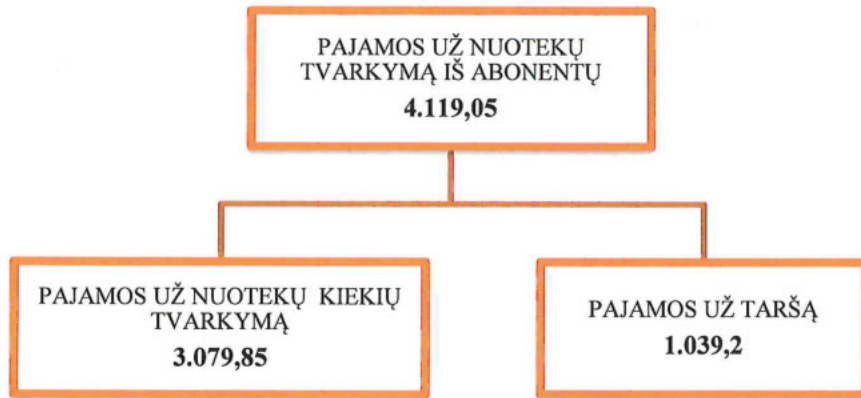 PAJAMOS UŽ NUOTEKŲ
TVARKYMĄ IŠ ABONENTŲ
4.119,05
PAJAMOS UŽ NUOTEKŲ KIEKIŲ
TVARKYMĄ
3.079,85
PAJAMOS UŽ TARŠĄ
1.039,2